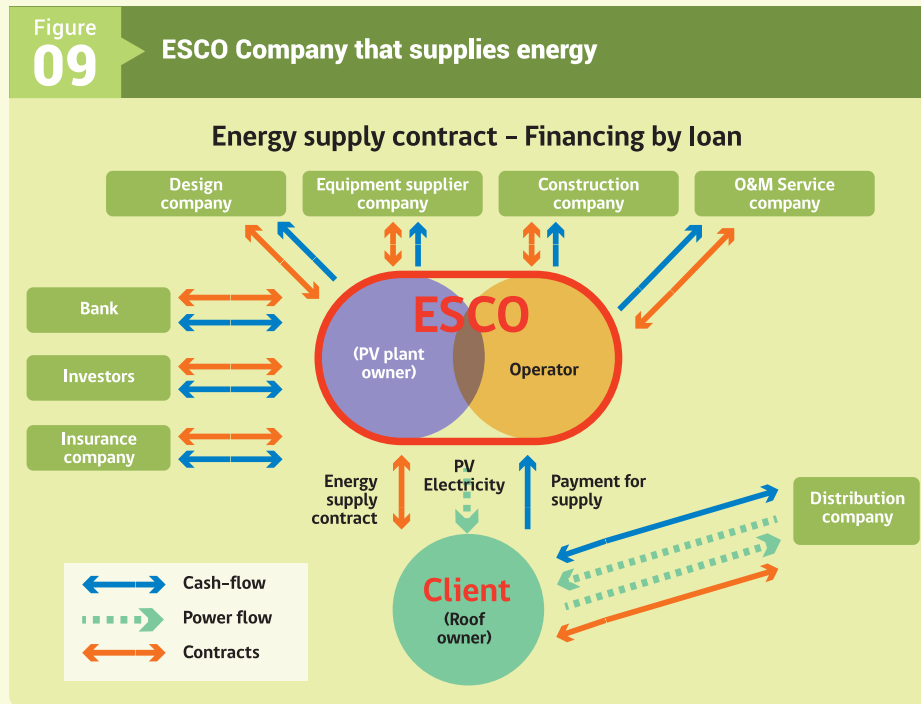 Figure
09
ESCO Company that supplies energy
Energy supply contract – Financing by loan
Design
company
Equipment supplier
company
Construction
company
O&M Service
company
Bank
Investors
Insurance
company
ESCO
(PV plant
owner)
Operator
Energy
supply
contract
PV
Electricity
Payment for
supply
Distribution
company
Client
(Roof
owner)
Cash-flow
Power flow
Contracts